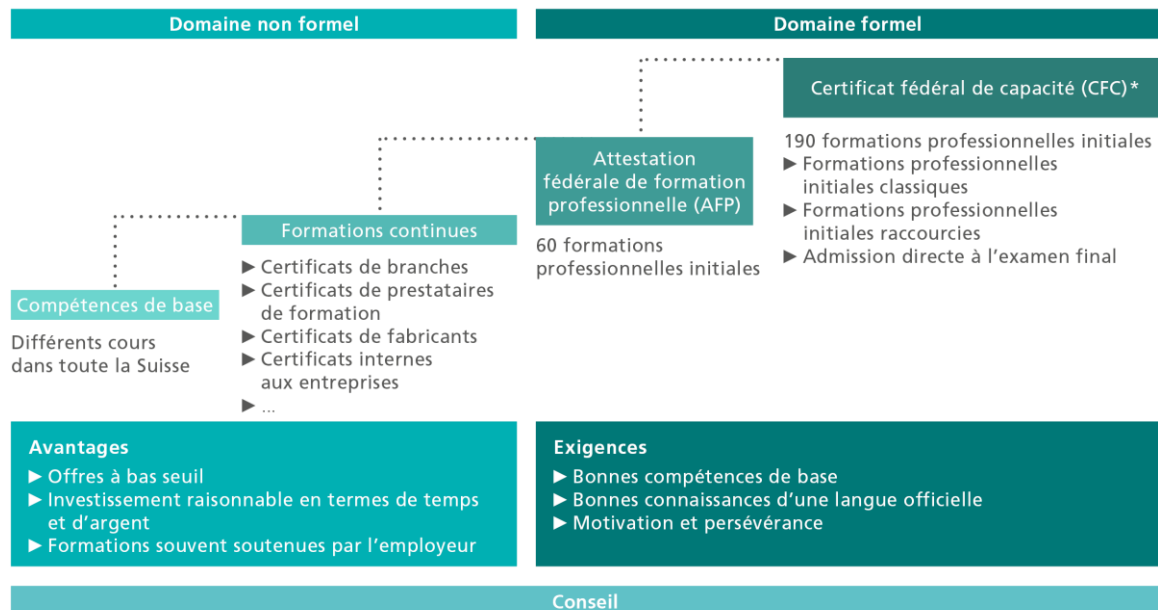 Domaine non formel
Domaine formel
Certificat fédéral de capacité (CFC)*
190 formations professionnelles initiales
► Formations professionnelles
initiales classiques
► Formations professionnelles
initiales raccourcies
► Admission directe à l'examen final
Attestation
fédérale de formation
professionnelle (AFP)
60 formations
professionnelles initiales
Formations continues
► Certificats de branches
► Certificats de prestataires
de formation
► Certificats de fabricants
► Certificats internes
aux entreprises
► ...
Compétences de base
Différents cours
dans toute la Suisse
Avantages
► Offres à bas seuil
► Investissement raisonnable en termes de temps
et d'argent
► Formations souvent soutenues par l'employeur
Exigences
► Bonnes compétences de base
► Bonnes connaissances d'une langue officielle
► Motivation et persévérance
Conseil